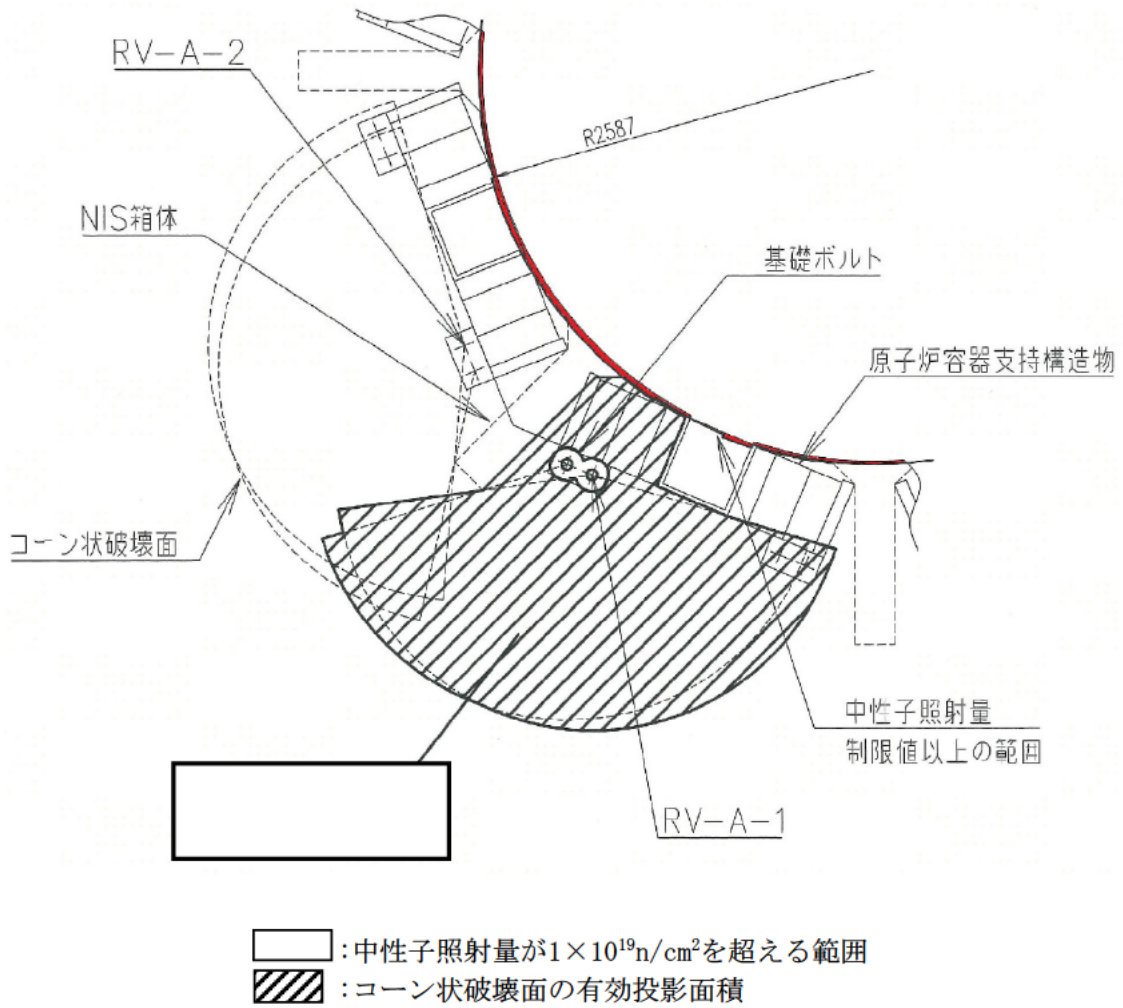 RV-A-2
R2587
NIS箱体
基礎ボルト
原子炉容器支持構造物
コーン状破壊面
中性子照射量
制限値以上の範囲
RV-A-1
:中性子照射量が1×10¹⁹n/cm²を超える範囲
:コーン状破壊面の有効投影面積